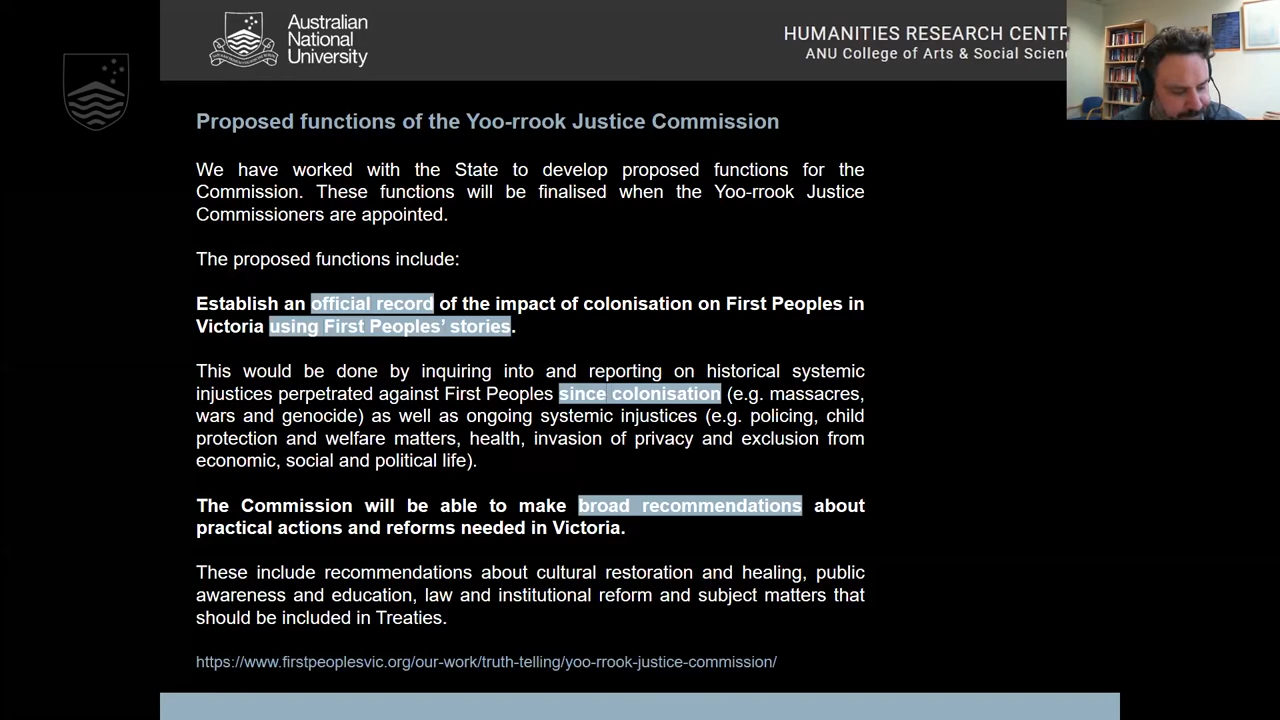 Australian
National
University
HUMANITIES RESEARCH CENTR
ANU College of Arts & Social Scien
Proposed functions of the Yoo-rrook Justice Commission
We have worked with the State to develop proposed functions for the
Commission. These functions will be finalised when the Yoo-rrook Justice
Commissioners are appointed.
The proposed functions include:
Establish an official record of the impact of colonisation on First Peoples in
Victoria using First Peoples’ stories.
This would be done by inquiring into and reporting on historical systemic
injustices perpetrated against First Peoples since colonisation (e.g. massacres,
wars and genocide) as well as ongoing systemic injustices (e.g. policing, child
protection and welfare matters, health, invasion of privacy and exclusion from
economic, social and political life).
The Commission will be able to make broad recommendations about
practical actions and reforms needed in Victoria.
These include recommendations about cultural restoration and healing, public
awareness and education, law and institutional reform and subject matters that
should be included in Treaties.
https://www.firstpeoplesvic.org/our-work/truth-telling/yoo-rrook-justice-commission/